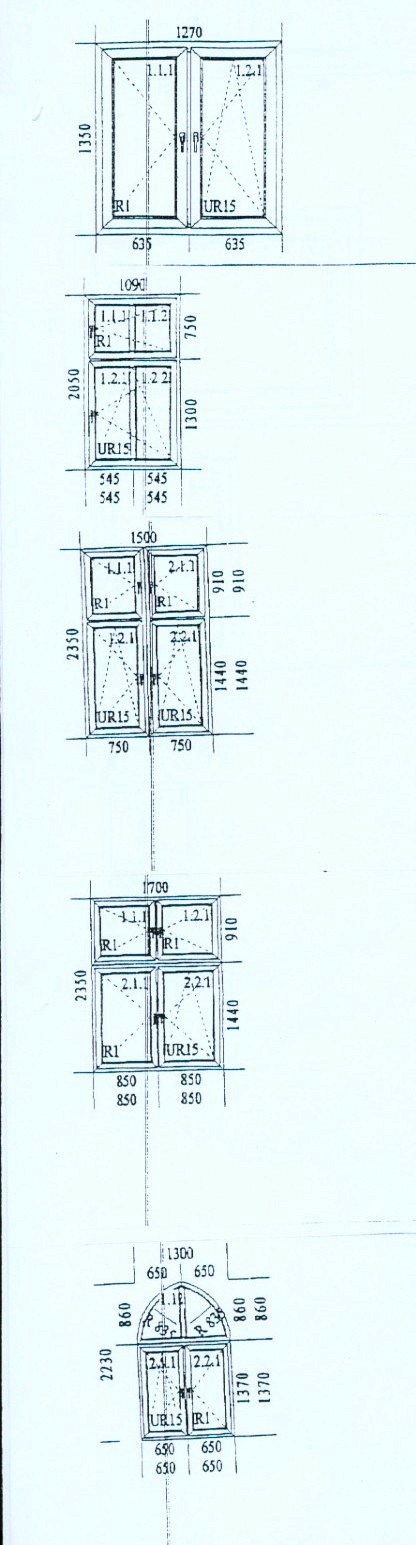 1270
1.1.1 1.2.1
1350
R1 UR15
635 635
1090
1.1.1 1.1.2 750
R1
2050
1.2.1 1.2.2 1300
UR15
545 545
545 545
1500
1.1.1 2.1.1 910 910
R1 R1
2350
1.2.1 2.2.1 1440 1440
UR15 UR15
750 750
1700
1.1.1 1.2.1 910
R1 R1
2350
2.1.1 2.2.1 1440
R1 UR15
850 850
850 850
1300
650 650
860 860 860
R 835
2230
2.1.1 2.2.1 1370 1370
UR15 R1
650 650
650 650